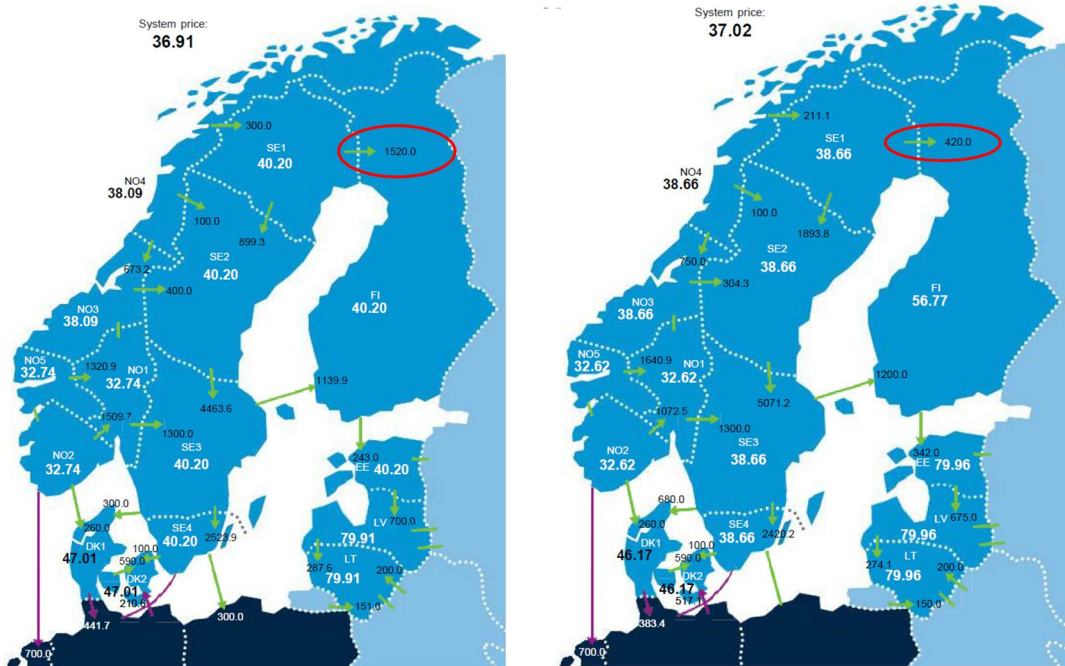 System price:
36.91
300.0
SE1
40.20
1520.0
NO4
38.09
100.0
899.3
SE2
40.20
673.2
400.0
FI
40.20
NO3
38.09
NO5
32.74
1320.9
NO1
32.74
1139.9
4463.6
1509.7
1300.0
SE3
40.20
NO2
32.74
243.0
EE 40.20
300.0
260.0
SE4
40.20
2523.9
LV
700,0
79.91
DK1
47.01
100.0
590.0
DK2
47.01
210.6
LT
79.91
287.6
200.0
151.0
300.0
441.7
700.0
System price:
37.02
211.1
SE1
38.66
420.0
NO4
38.66
100.0
1893.8
SE2
38.66
750.0
304.3
FI
56.77
NO3
38.66
NO5
32.62
1640.9
NO1
32.62
1200.0
5071.2
1072.5
1300.0
SE3
38.66
NO2
32.62
342.0
EE 79.96
680.0
260.0
SE4
38.66
2420.2
LV
675,0
79.96
DK1
46.17
100.0
590.0
DK2
46.17
517.1
LT
79.96
274.1
200.0
150.0
383.4
700.0